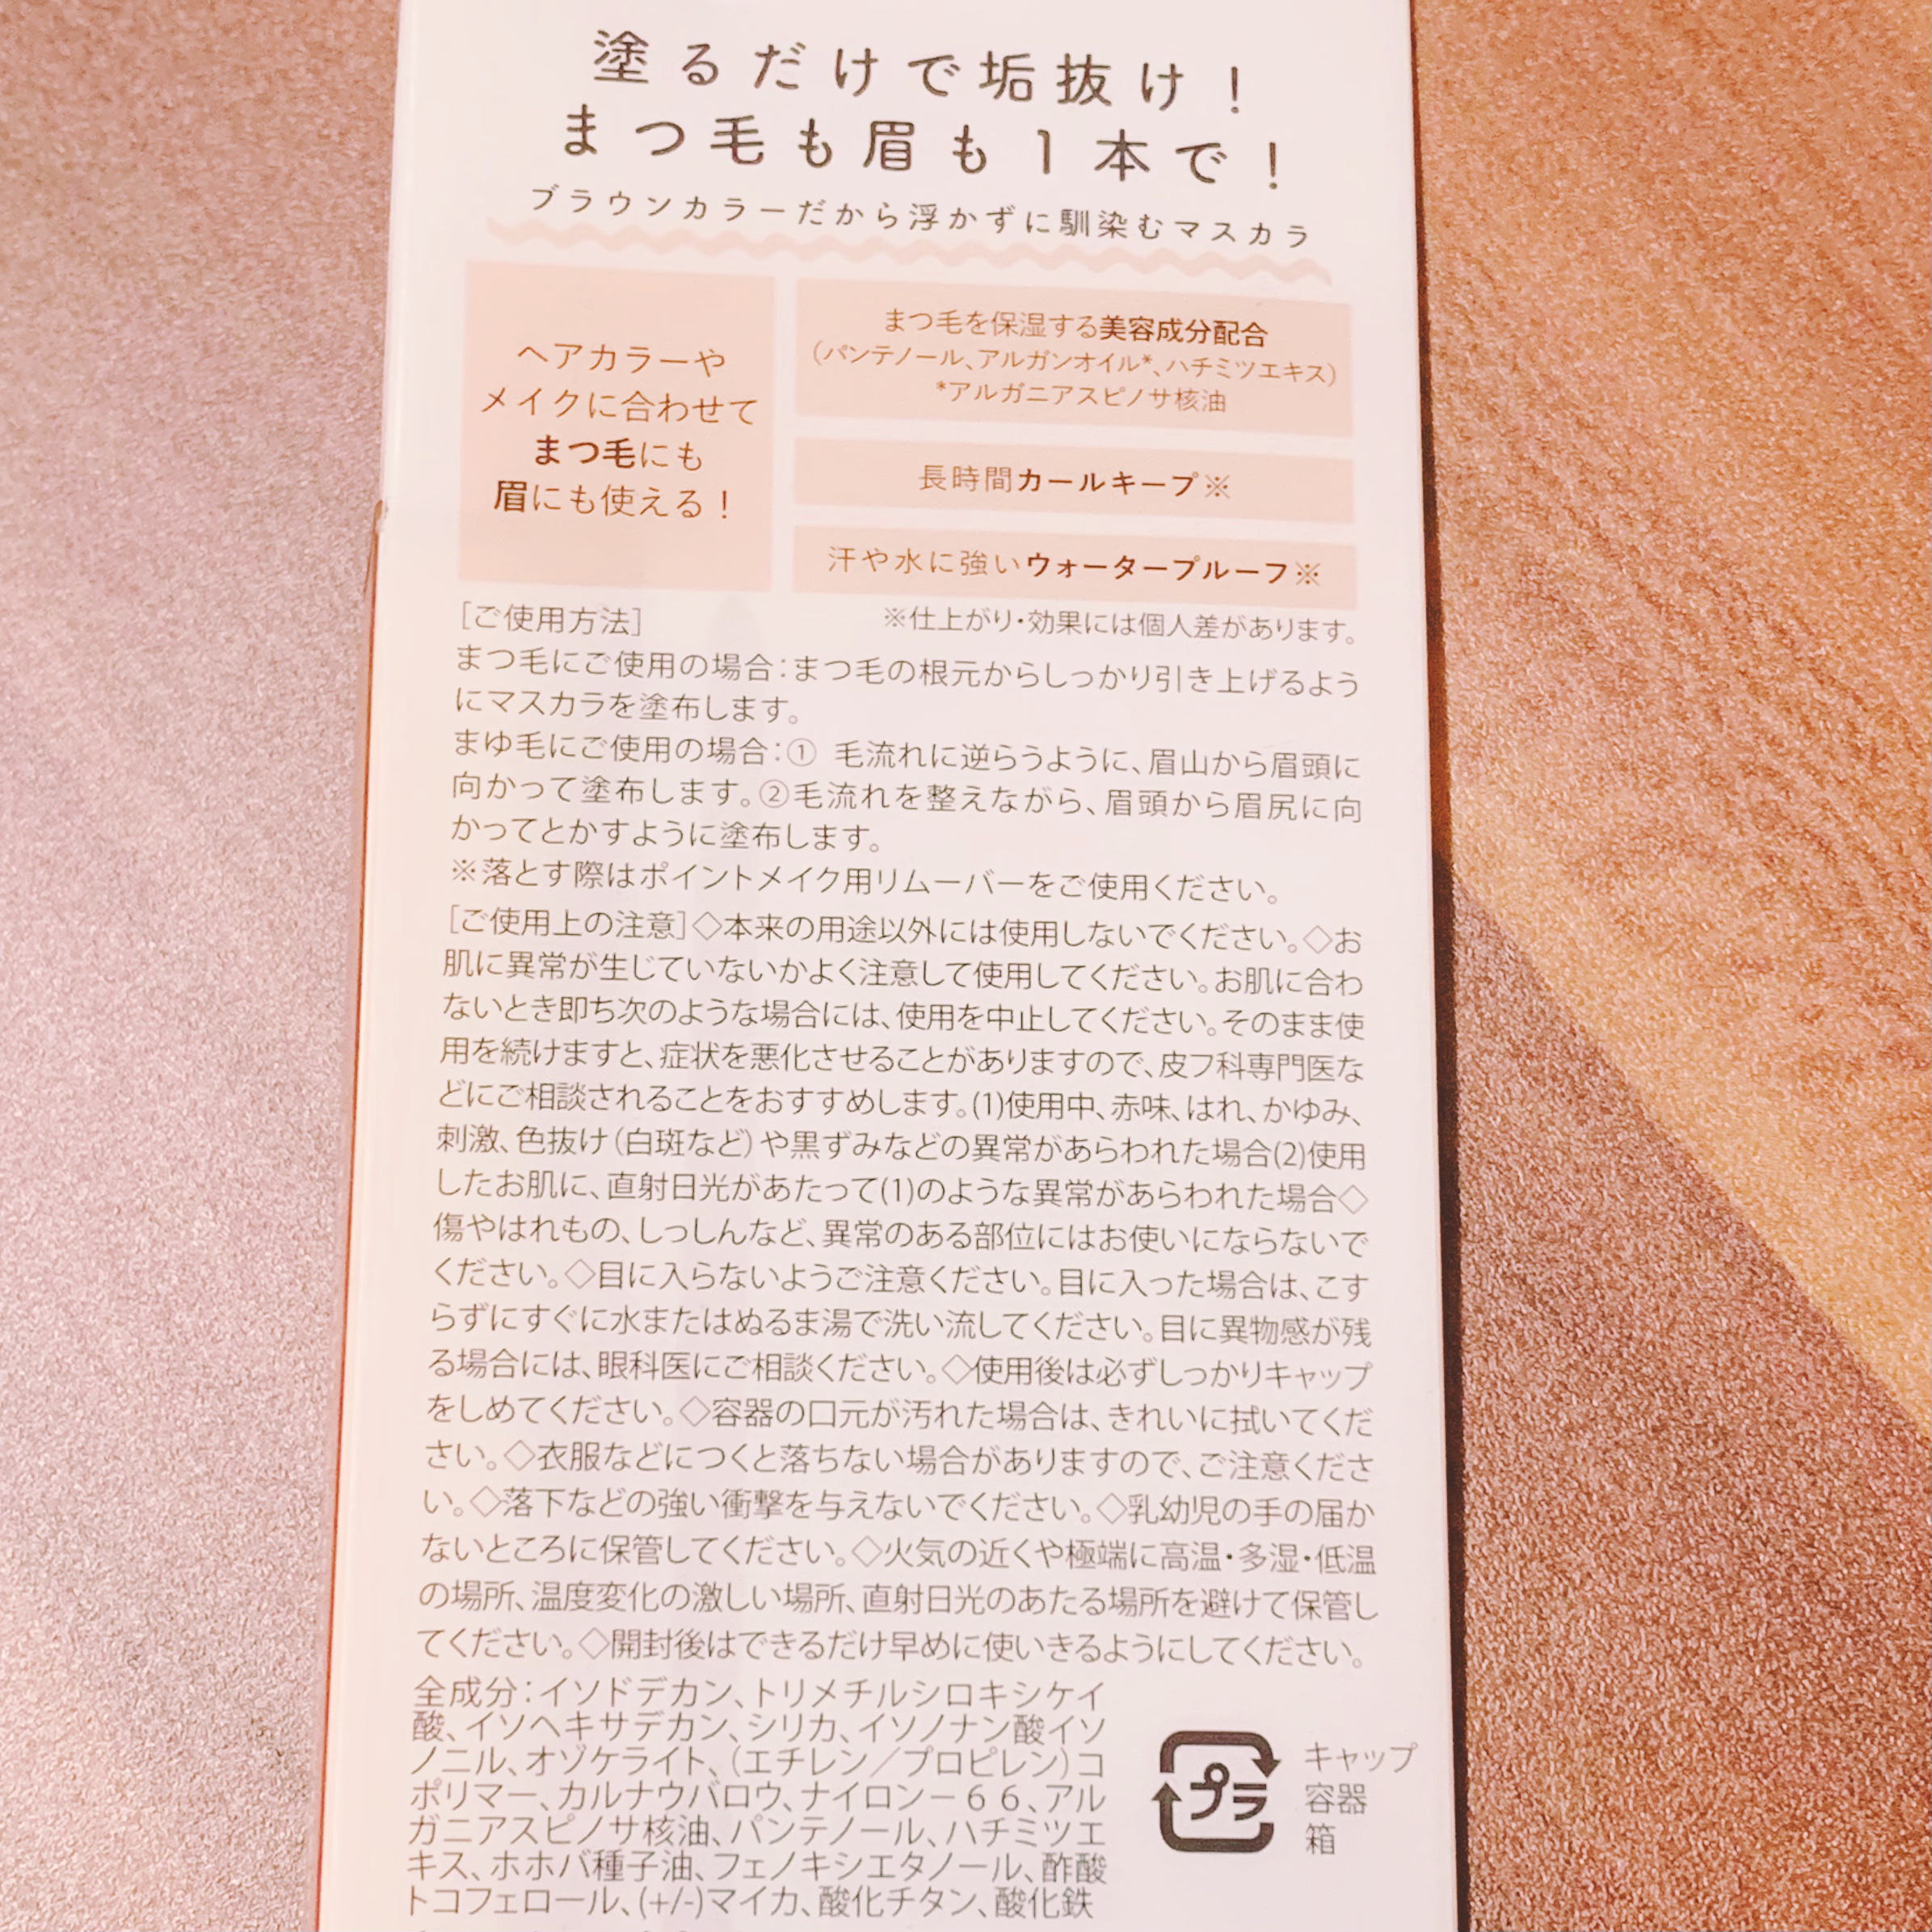 塗るだけで垢抜け！
まつ毛も眉も1本で！
ブラウンカラーだから浮かずに馴染むマスカラ
ヘアカラーや
メイクに合わせて
まつ毛にも
眉にも使える！
まつ毛を保湿する美容成分配合
（パンテノール、アルガンオイル*、ハチミツエキス）
*アルガニアスピノサ核油
長時間カールキープ※
汗や水に強いウォータープルーフ※
※仕上がり・効果には個人差があります。
［ご使用方法］
まつ毛にご使用の場合：まつ毛の根元からしっかり引き上げるよう
にマスカラを塗布します。
まゆ毛にご使用の場合：① 毛流れに逆らうように、眉山から眉頭に
向かって塗布します。②毛流れを整えながら、眉頭から眉尻に向
かってとかすように塗布します。
※落とす際はポイントメイク用リムーバーをご使用ください。
［ご使用上の注意］◇本来の用途以外には使用しないでください。◇お
肌に異常が生じていないかよく注意して使用してください。お肌に合わ
ないとき即ち次のような場合には、使用を中止してください。そのまま使
用を続けますと、症状を悪化させることがありますので、皮フ科専門医な
どにご相談されることをおすすめします。(1)使用中、赤味、はれ、かゆみ、
刺激、色抜け（白斑など）や黒ずみなどの異常があらわれた場合(2)使用
したお肌に、直射日光があたって(1)のような異常があらわれた場合◇
傷やはれもの、しっしんなど、異常のある部位にはお使いにならないで
ください。◇目に入らないようご注意ください。目に入った場合は、こす
らずにすぐに水またはぬるま湯で洗い流してください。目に異物感が残
る場合には、眼科医にご相談ください。◇使用後は必ずしっかりキャップ
をしめてください。◇容器の口元が汚れた場合は、きれいに拭いてくだ
さい。◇衣服などにつくと落ちない場合がありますので、ご注意くださ
い。◇落下などの強い衝撃を与えないでください。◇乳幼児の手の届か
ないところに保管してください。◇火気の近くや極端に高温・多湿・低温
の場所、温度変化の激しい場所、直射日光のあたる場所を避けて保管し
てください。◇開封後はできるだけ早めに使いきるようにしてください。
全成分：イソドデカン、トリメチルシロキシケイ
酸、イソヘキサデカン、シリカ、イソノナン酸イソ
ノニル、オゾケライト、（エチレン／プロピレン）コ
ポリマー、カルナウバロウ、ナイロン－６６、アル
ガニアスピノサ核油、パンテノール、ハチミツエ
キス、ホホバ種子油、フェノキシエタノール、酢酸
トコフェロール、(+/-)マイカ、酸化チタン、酸化鉄
プラ
キャップ
容器
箱